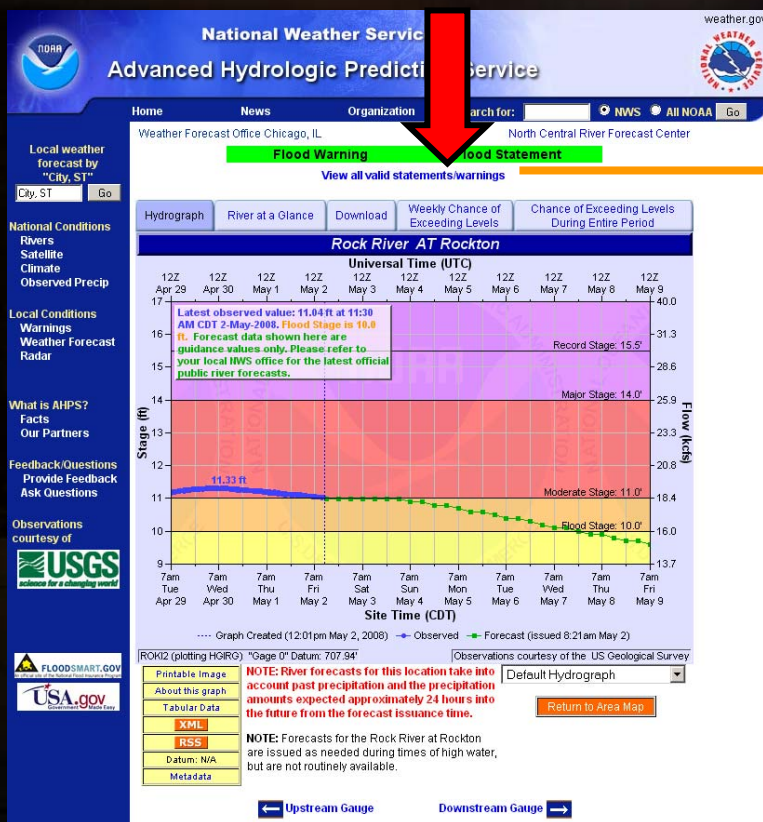 weather.gov
NOAA
National Weather Servic
Advanced Hydrologic Predicti Service
Home News Organization arch for: NWS All NOAA Go
Weather Forecast Office Chicago, IL North Central River Forecast Center
Flood Warning lood Statement
View all valid statements/warnings
Local weather
forecast by
"City, ST"
City, ST Go
National Conditions
Rivers
Satellite
Climate
Observed Precip
Local Conditions
Warnings
Weather Forecast
Radar
What is AHPS?
Facts
Our Partners
Feedback/Questions
Provide Feedback
Ask Questions
Observations
courtesy of
USGS
science for a changing world
FLOODSMART.GOV
USA.gov
Government Made Easy
Hydrograph River at a Glance Download Weekly Chance of Exceeding Levels Chance of Exceeding Levels During Entire Period
Rock River AT Rockton
Universal Time (UTC)
12Z 12Z 12Z 12Z 12Z 12Z 12Z 12Z 12Z 12Z 12Z
Apr 29 Apr 30 May 1 May 2 May 3 May 4 May 5 May 6 May 7 May 8 May 9
Latest observed value: 11.04 ft at 11:30
AM CDT 2-May-2008. Flood Stage is 10.0
ft. Forecast data shown here are
guidance values only. Please refer to
your local NWS office for the latest official
public river forecasts.
17 40.0
16 31.3
Record Stage: 15.5'
15 28.6
Major Stage: 14.0'
14 25.9
13 23.3
12 20.8
11.33 ft
Moderate Stage: 11.0'
11 18.4
Flood Stage: 10.0'
10 16.0
9 13.7
Stage (ft)
Flow (kcfs)
7am 7am 7am 7am 7am 7am 7am 7am 7am 7am 7am
Tue Wed Thu Fri Sat Sun Mon Tue Wed Thu Fri
Apr 29 Apr 30 May 1 May 2 May 3 May 4 May 5 May 6 May 7 May 8 May 9
Site Time (CDT)
Graph Created (12:01pm May 2, 2008) Observed Forecast (issued 8:21am May 2)
ROKI2 (plotting HGIRG) "Gage 0" Datum: 707.94' Observations courtesy of the US Geological Survey
Printable Image
About this graph
Tabular Data
XML
RSS
Datum: N/A
Metadata
NOTE: River forecasts for this location take into
account past precipitation and the precipitation
amounts expected approximately 24 hours into
the future from the forecast issuance time.
NOTE: Forecasts for the Rock River at Rockton
are issued as needed during times of high water,
but are not routinely available.
Default Hydrograph
Return to Area Map
Upstream Gauge Downstream Gauge